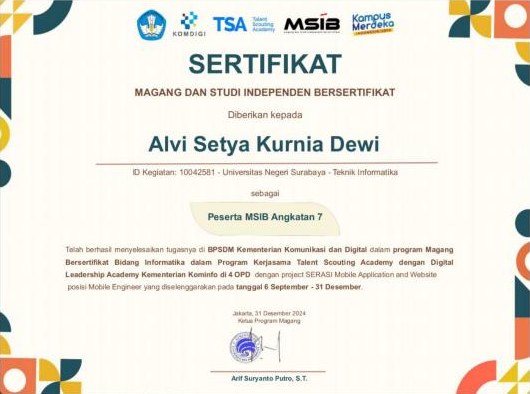 KOMDIGI
TSA Talent Scouting Academy
MSIB
Kampus Merdeka
SERTIFIKAT
MAGANG DAN STUDI INDEPENDEN BERSERTIFIKAT
Diberikan kepada
Alvi Setya Kurnia Dewi
ID Kegiatan: 10042581 - Universitas Negeri Surabaya - Teknik Informatika
sebagai
Peserta MSIB Angkatan 7
Telah berhasil menyelesaikan tugasnya di BPSDM Kementerian Komunikasi dan Digital dalam program Magang
Bersertifikat Bidang Informatika dalam Program Kerjasama Talent Scouting Academy dengan Digital
Leadership Academy Kementerian Kominfo di 4 OPD dengan project SERASI Mobile Application and Website
posisi Mobile Engineer yang diselenggarakan pada tanggal 6 September - 31 Desember.
Jakarta, 31 Desember 2024
Ketua Program Magang
Arif Suryanto Putro, S.T.